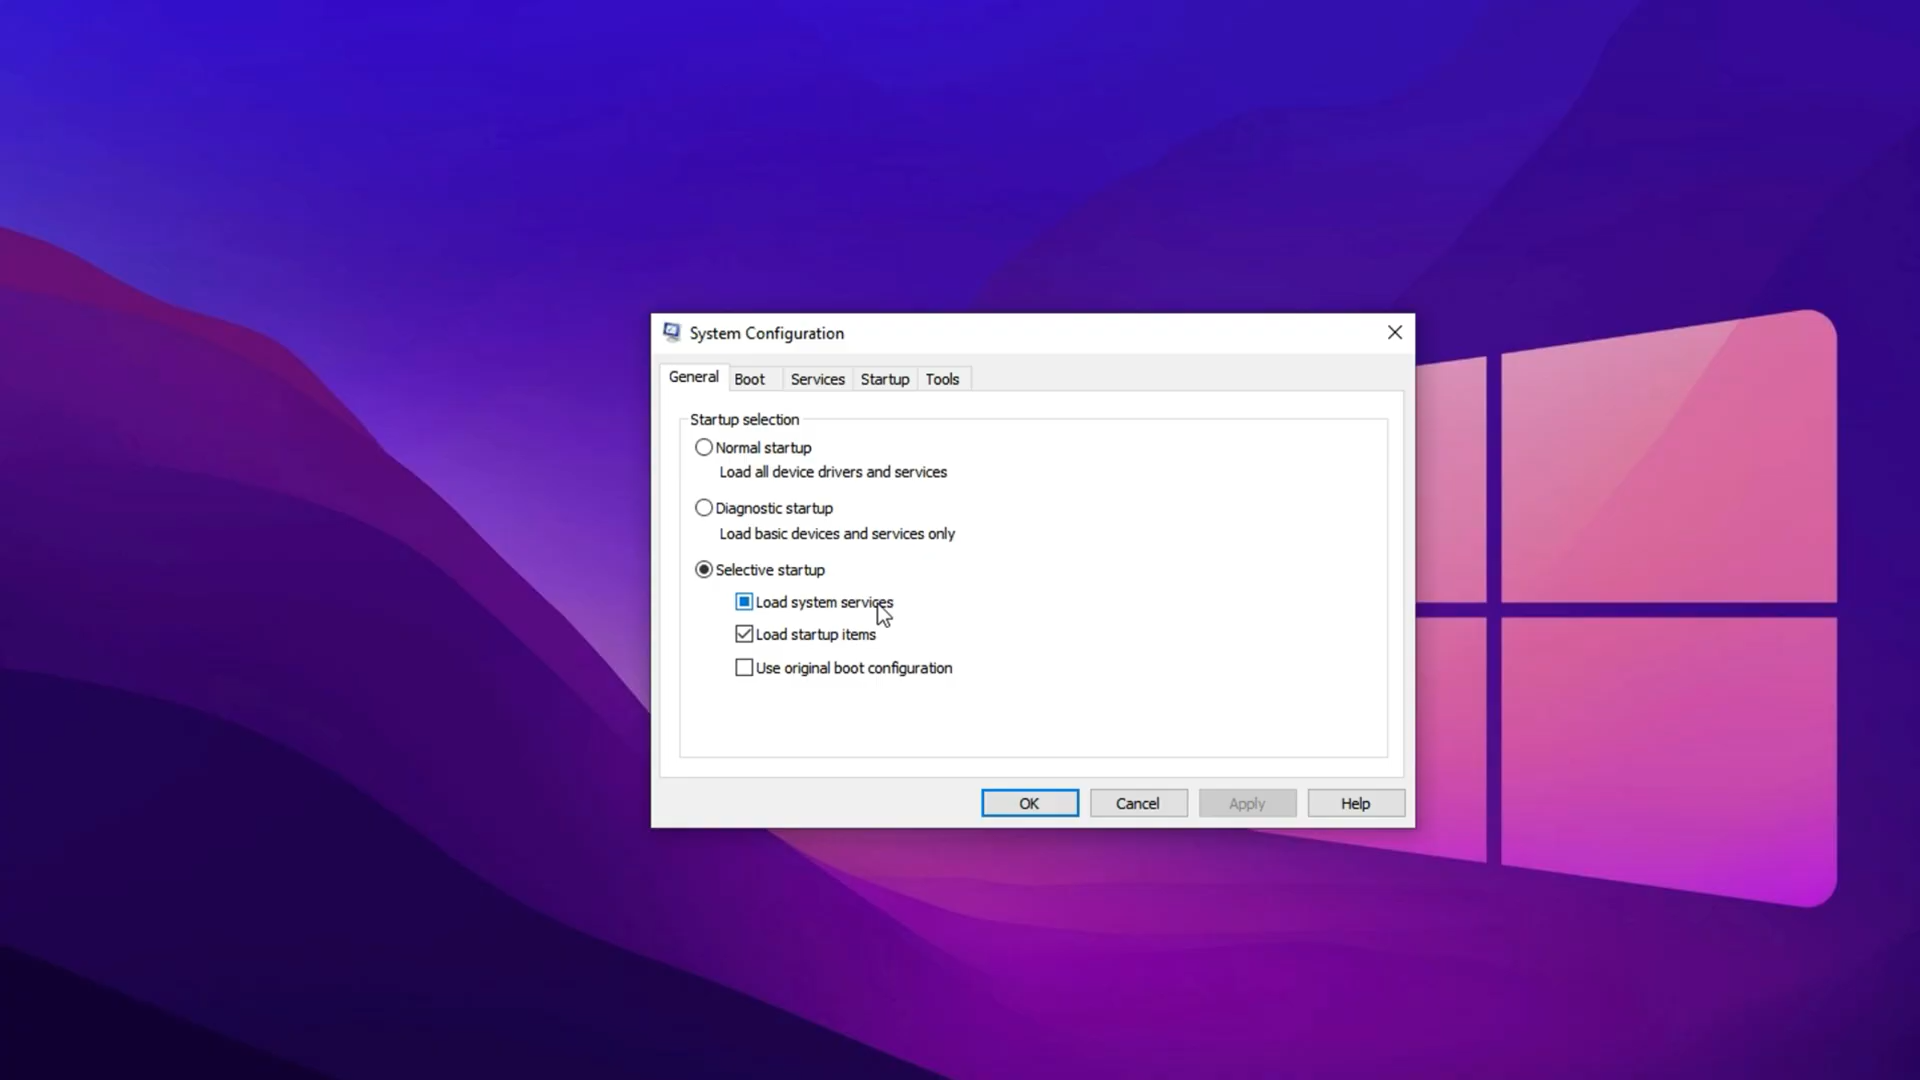 System Configuration
General Boot Services Startup Tools
Startup selection
Normal startup
Load all device drivers and services
Diagnostic startup
Load basic devices and services only
Selective startup
Load system services
Load startup items
Use original boot configuration
OK Cancel Apply Help